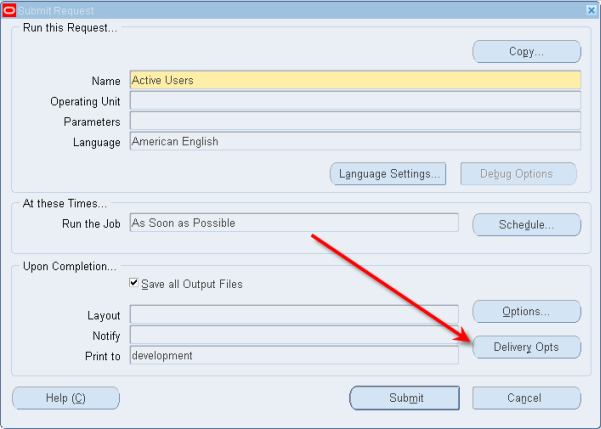 Submit Request
Run this Request...
Copy...
Name Active Users
Operating Unit
Parameters
Language American English
Language Settings... Debug Options
At these Times...
Run the Job As Soon as Possible Schedule...
Upon Completion...
Save all Output Files
Layout Options...
Notify
Delivery Opts
Print to development
Help (C) Submit Cancel